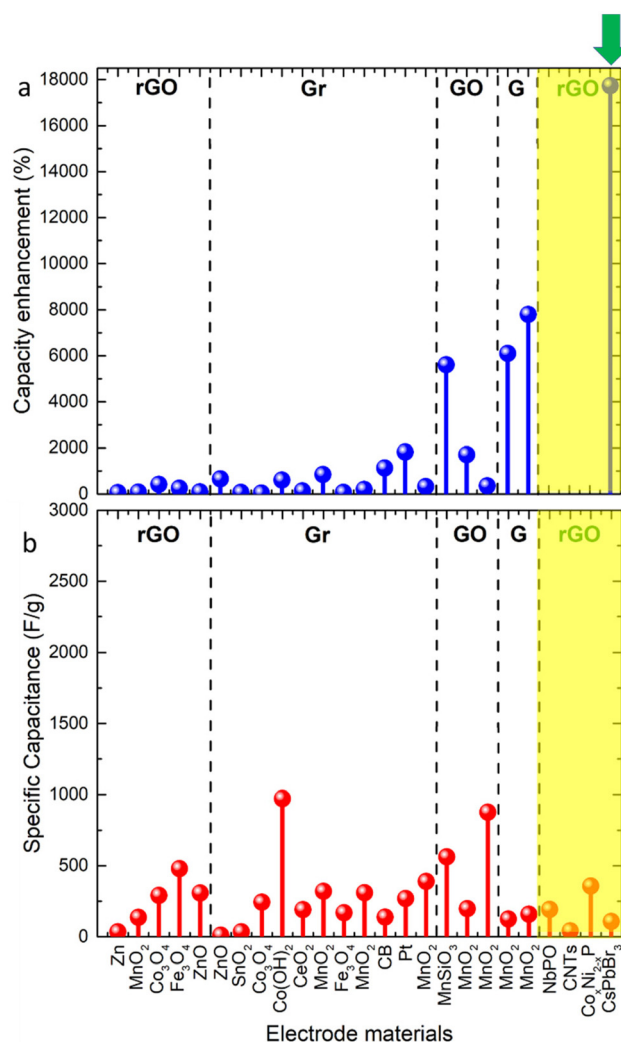 a
rGO
Gr
GO
G
rGO
Capacity enhancement (%)
18000
16000
14000
12000
10000
8000
6000
4000
2000
0
b
rGO
Gr
GO
G
rGO
Specific Capacitance (F/g)
3000
2500
2000
1500
1000
500
0
Zn
MnO₂
Co₃O₄
Fe₃O₄
ZnO
ZnO
SnO₂
Co₃O₄
Co(OH)₂
CeO₂
MnO₂
Fe₃O₄
MnO₂
CB
Pt
MnO₂
MnSiO₃
MnO₂
MnO₂
MnO₂
MnO₂
NbPO
CNTs
CoₓNi₂₋ₓP
CsPbBr₃
Electrode materials